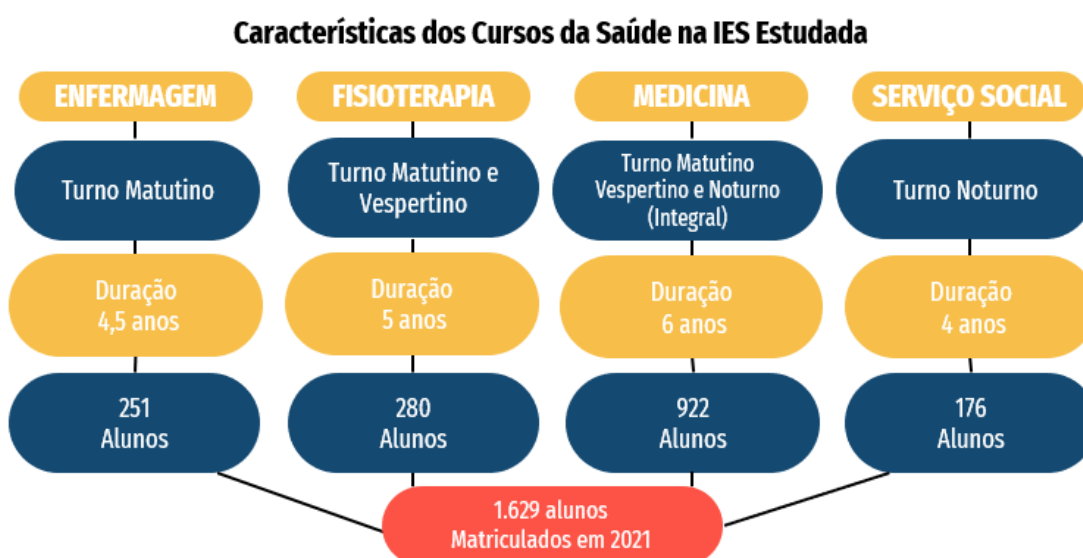 Características dos Cursos da Saúde na IES Estudada
ENFERMAGEM
Turno Matutino
Duração
4,5 anos
251
Alunos
FISIOTERAPIA
Turno Matutino e
Vespertino
Duração
5 anos
280
Alunos
MEDICINA
Turno Matutino
Vespertino e Noturno
(Integral)
Duração
6 anos
922
Alunos
SERVIÇO SOCIAL
Turno Noturno
Duração
4 anos
176
Alunos
1.629 alunos
Matriculados em 2021